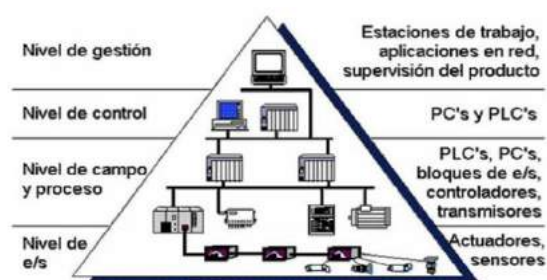 Nivel de gestión
Estaciones de trabajo,
aplicaciones en red,
supervisión del producto
Nivel de control
PC's y PLC's
Nivel de campo
y proceso
PLC's, PC's,
bloques de e/s,
controladores,
transmisores
Nivel de
e/s
Actuadores,
sensores